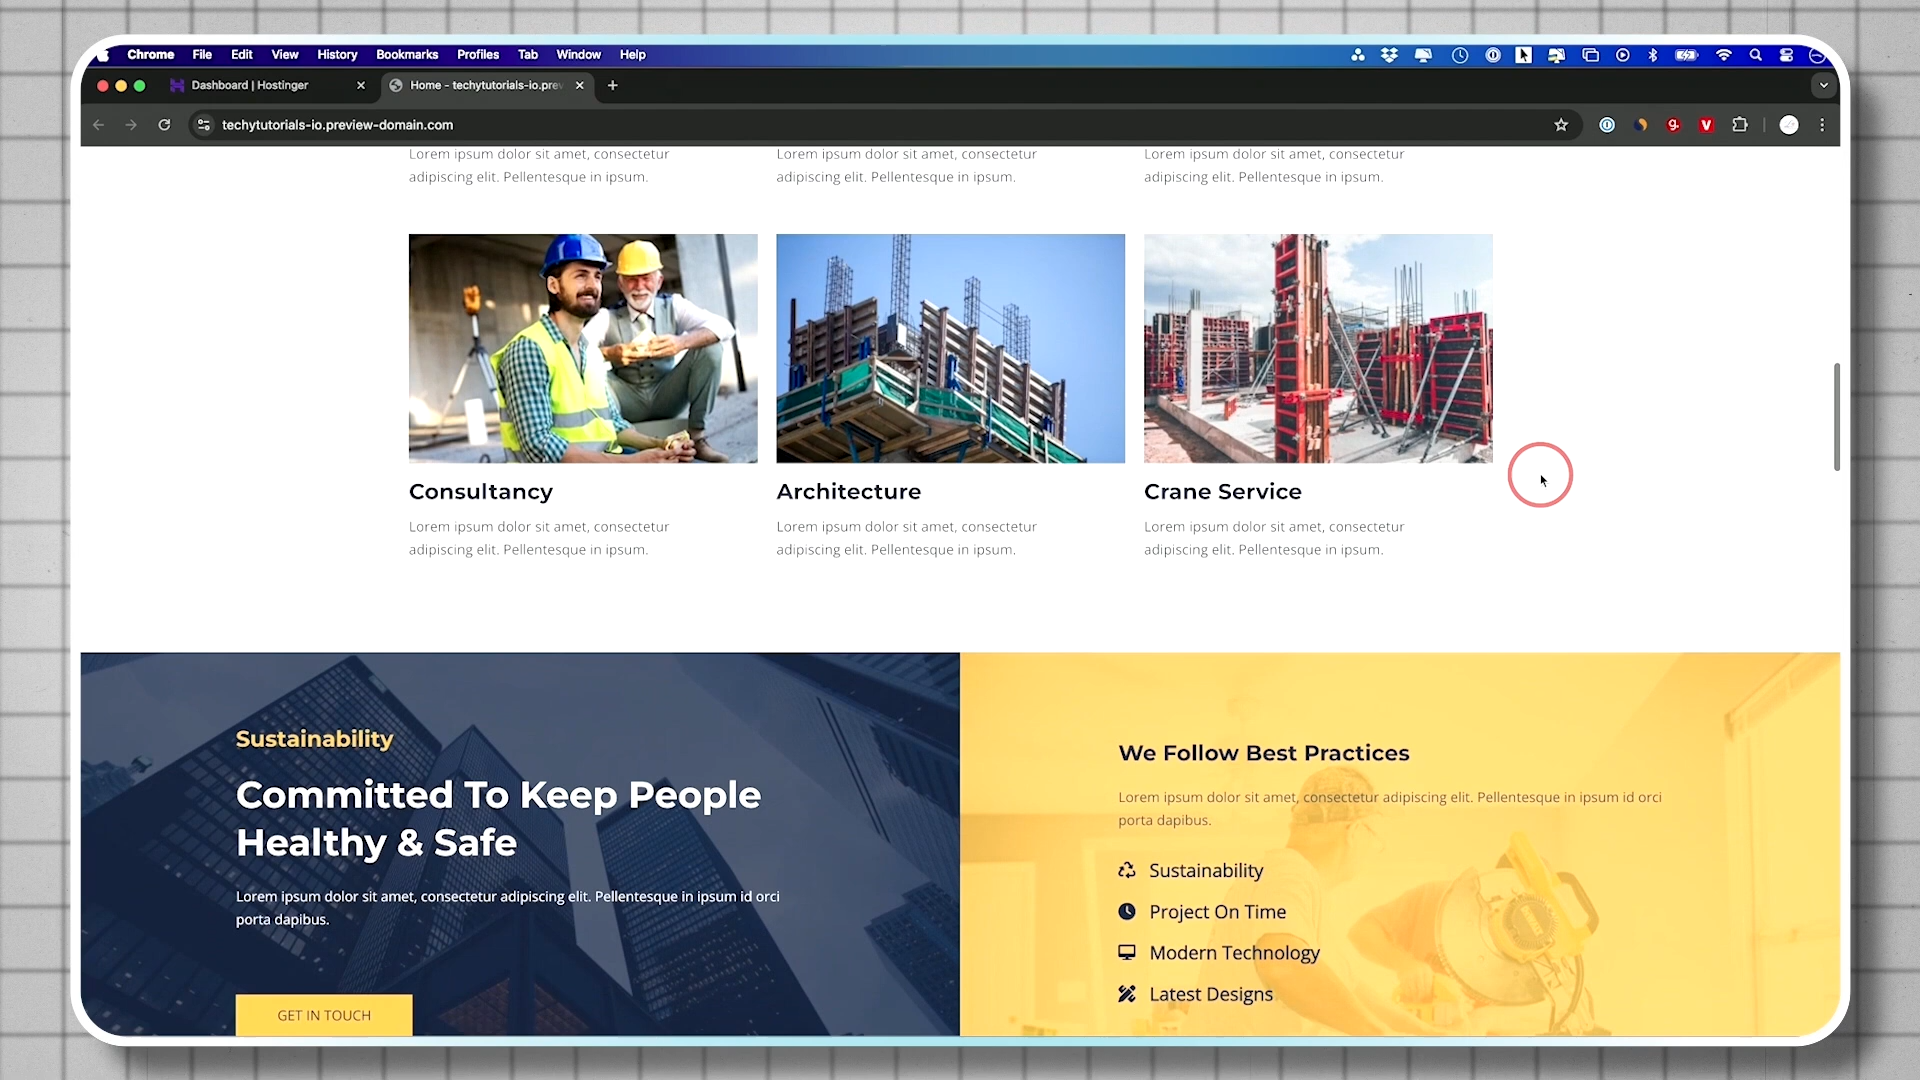 Chrome File Edit View History Bookmarks Profiles Tab Window Help
Dashboard | Hostinger
Home - techytutorials-io.prev
techytutorials-io.preview-domain.com
Lorem ipsum dolor sit amet, consectetur
adipiscing elit. Pellentesque in ipsum.
Lorem ipsum dolor sit amet, consectetur
adipiscing elit. Pellentesque in ipsum.
Lorem ipsum dolor sit amet, consectetur
adipiscing elit. Pellentesque in ipsum.
Consultancy
Lorem ipsum dolor sit amet, consectetur
adipiscing elit. Pellentesque in ipsum.
Architecture
Lorem ipsum dolor sit amet, consectetur
adipiscing elit. Pellentesque in ipsum.
Crane Service
Lorem ipsum dolor sit amet, consectetur
adipiscing elit. Pellentesque in ipsum.
Sustainability
Committed To Keep People
Healthy & Safe
Lorem ipsum dolor sit amet, consectetur adipiscing elit. Pellentesque in ipsum id orci
porta dapibus.
GET IN TOUCH
We Follow Best Practices
Lorem ipsum dolor sit amet, consectetur adipiscing elit. Pellentesque in ipsum id orci
porta dapibus.
Sustainability
Project On Time
Modern Technology
Latest Designs